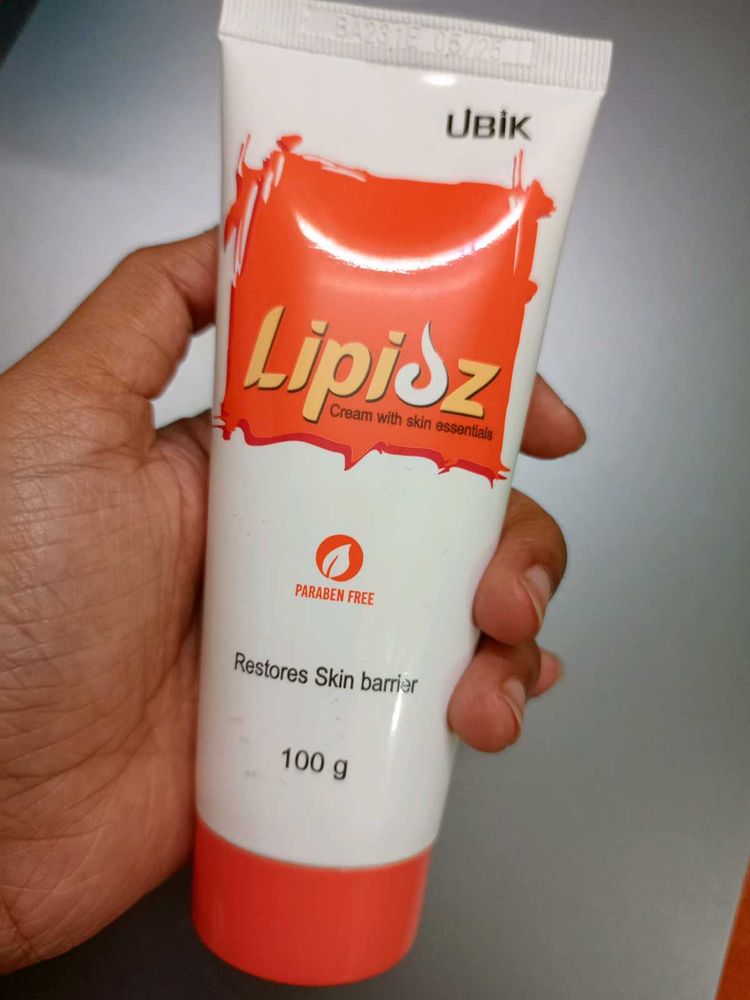 BA231E 05/25
UBIK
Lipidz
Cream with skin essentials
PARABEN FREE
Restores Skin barrier
100 g